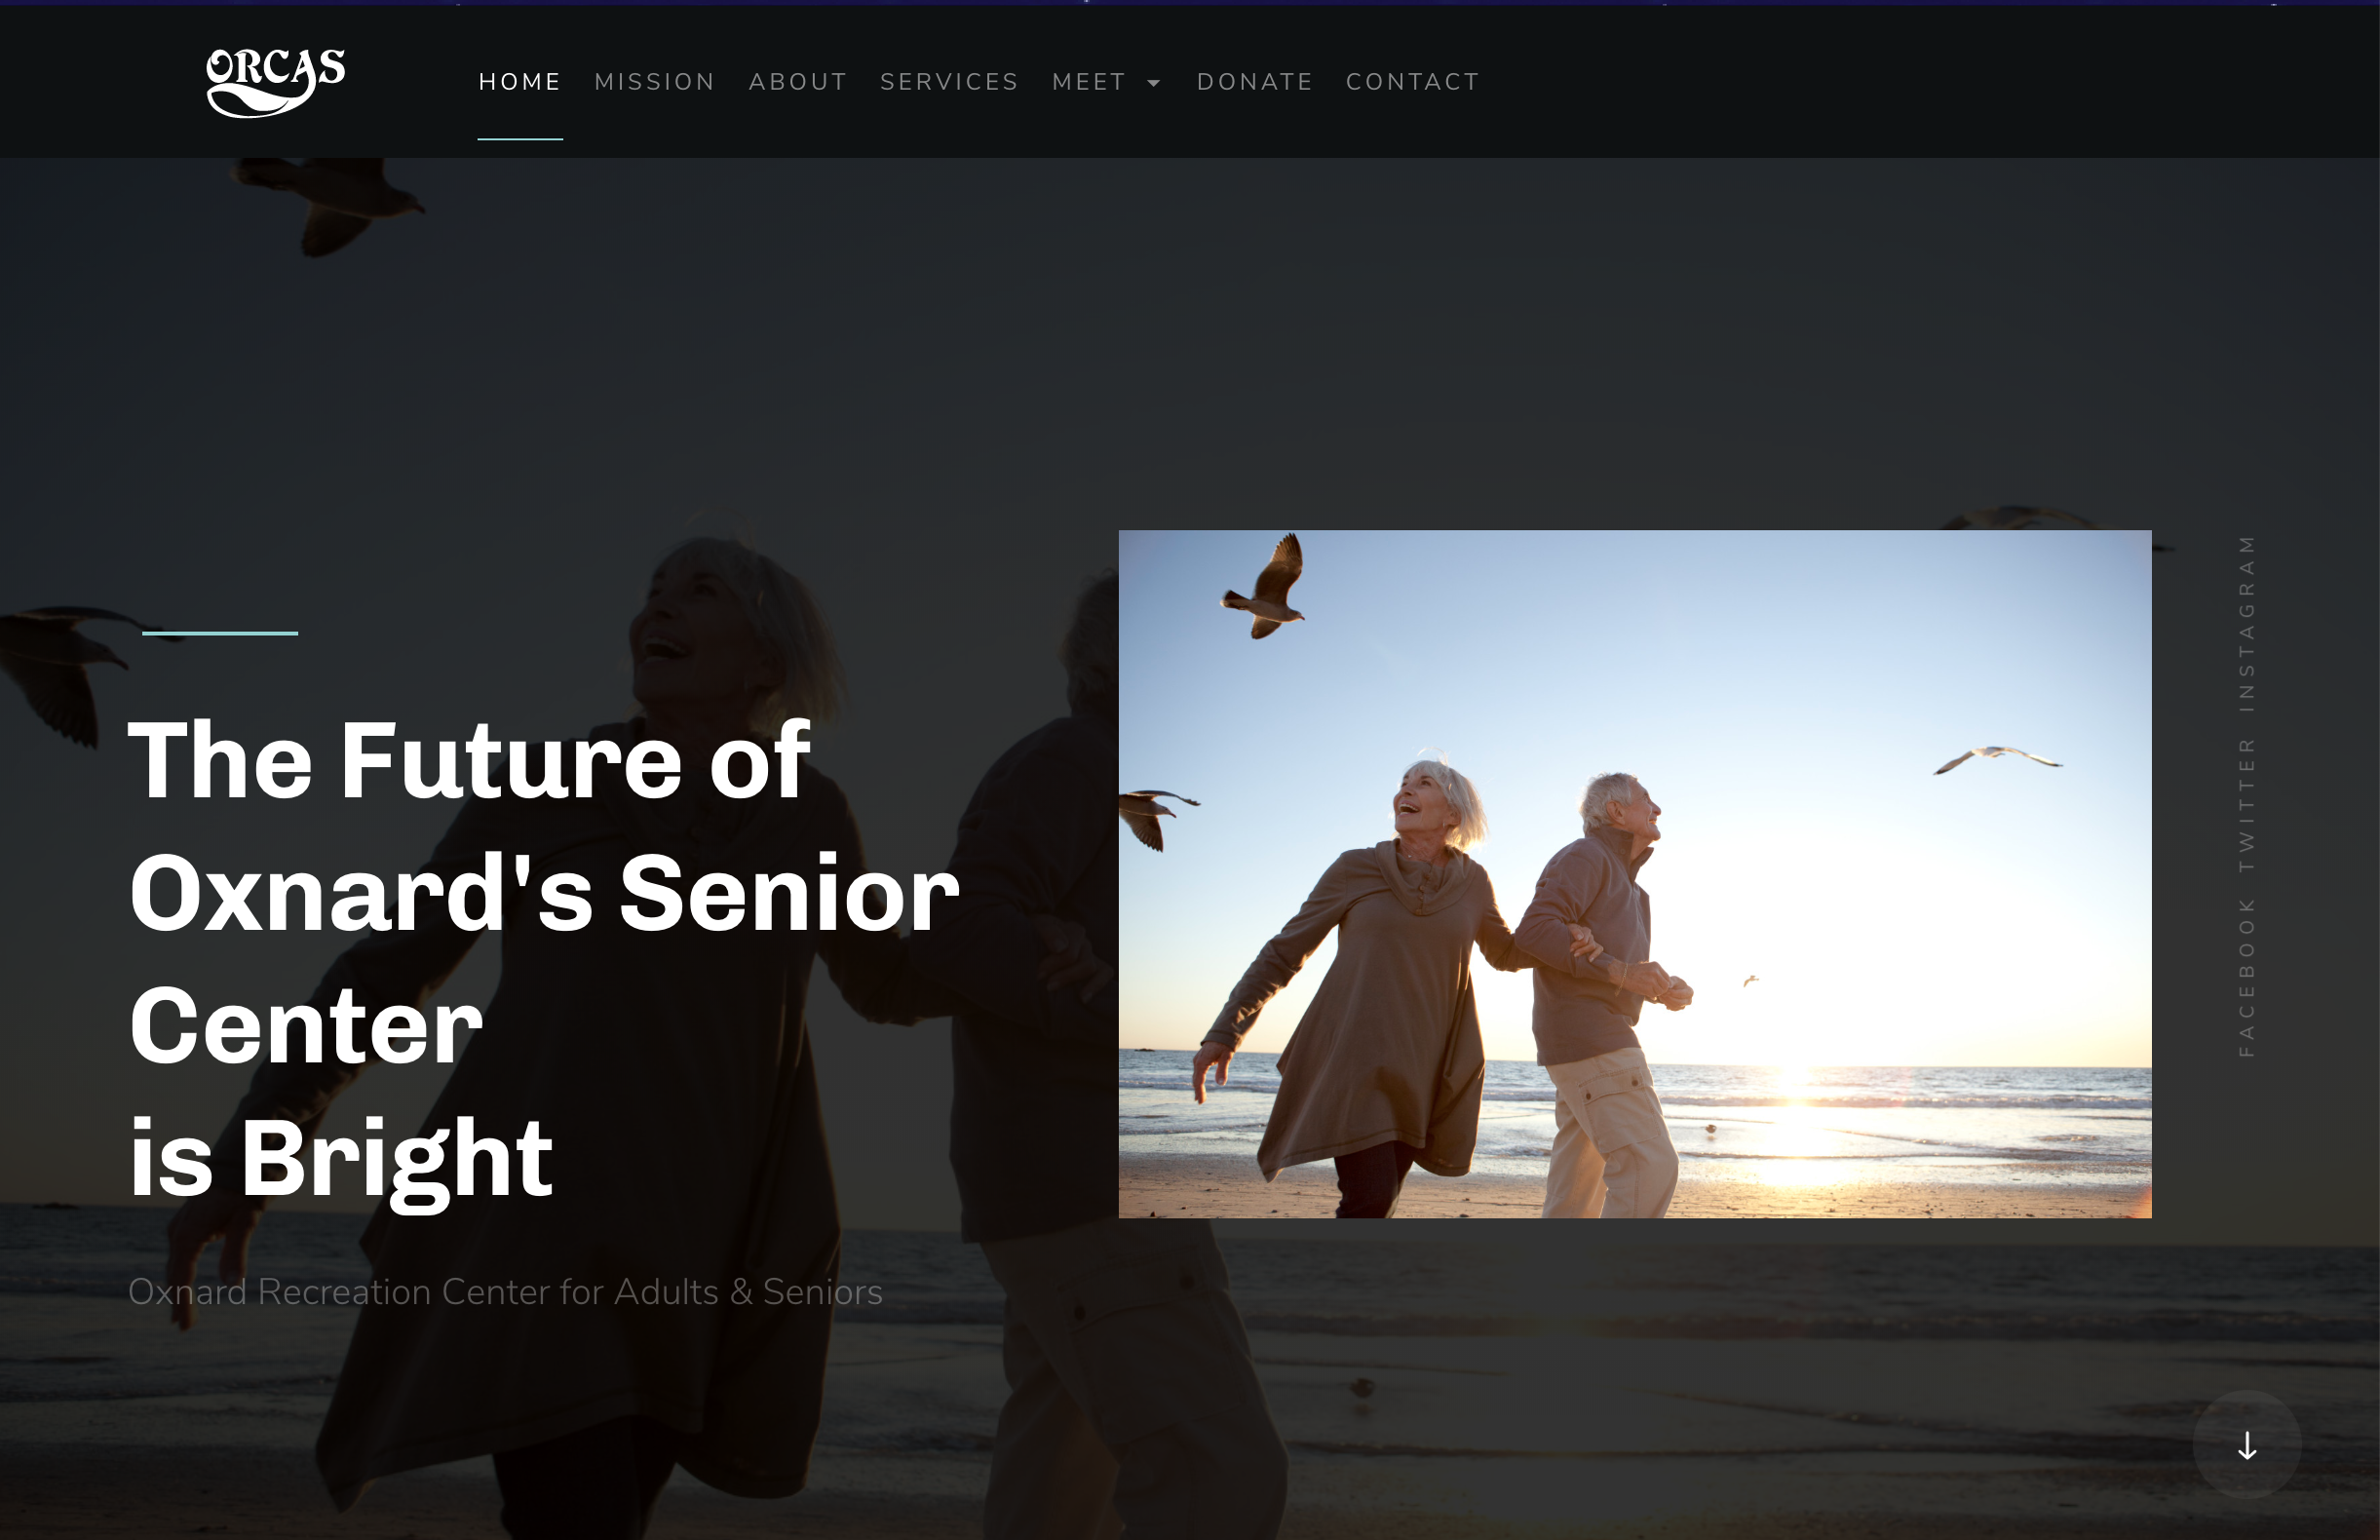 ORCAS
HOME MISSION ABOUT SERVICES MEET DONATE CONTACT
The Future of
Oxnard's Senior
Center
is Bright
Oxnard Recreation Center for Adults & Seniors
FACEBOOK TWITTER INSTAGRAM